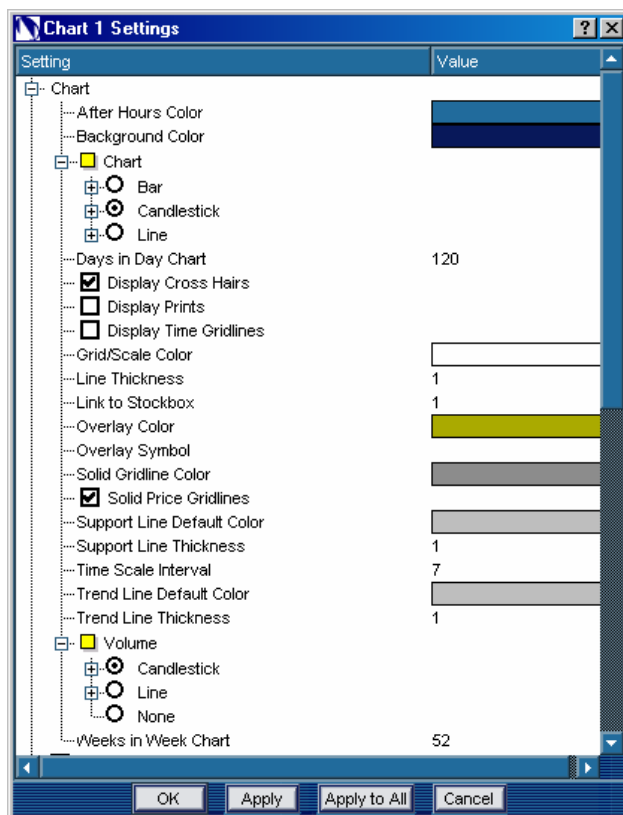 Chart 1 Settings
Setting Value
Chart
After Hours Color
Background Color
Chart
Bar
Candlestick
Line
Days in Day Chart 120
Display Cross Hairs
Display Prints
Display Time Gridlines
Grid/Scale Color
Line Thickness 1
Link to Stockbox 1
Overlay Color
Overlay Symbol
Solid Gridline Color
Solid Price Gridlines
Support Line Default Color
Support Line Thickness 1
Time Scale Interval 7
Trend Line Default Color
Trend Line Thickness 1
Volume
Candlestick
Line
None
Weeks in Week Chart 52
OK Apply Apply to All Cancel